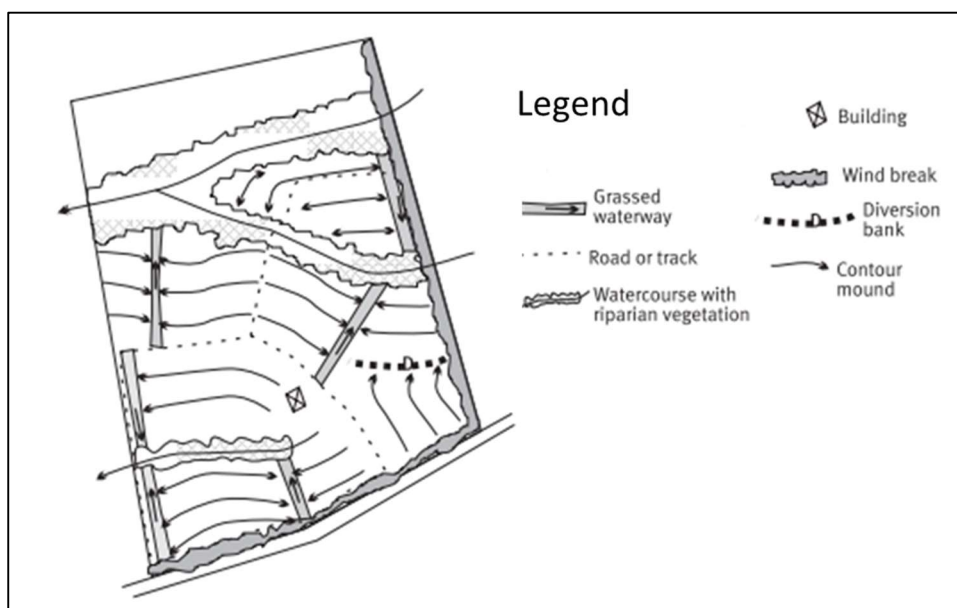 Legend
Building
Grassed
waterway
Wind break
Diversion
bank
Road or track
Contour
mound
Watercourse with
riparian vegetation
D
D